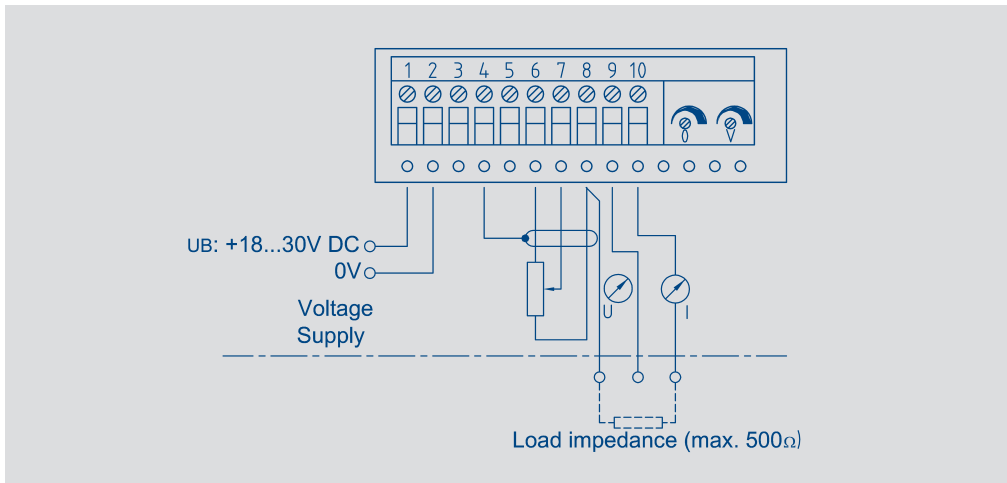 1 2 3 4 5 6 7 8 9 10
0 V
UB: +18...30V DC
0V
Voltage
Supply
U I
Load impedance (max. 500Ω)